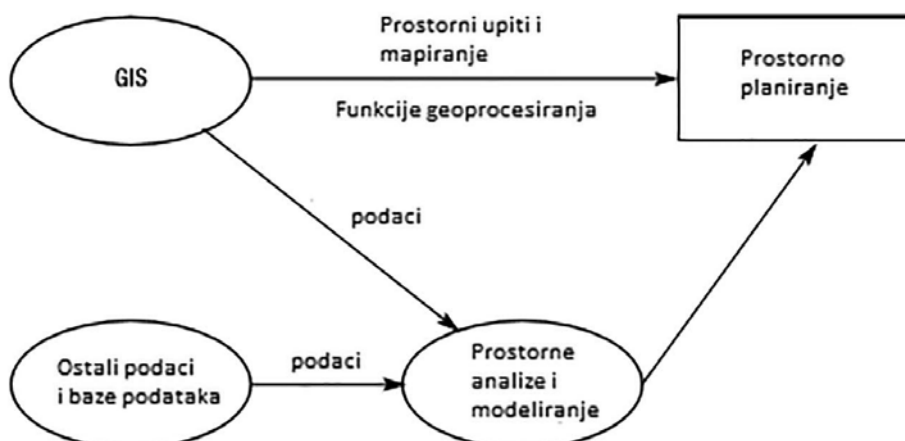 GIS
Prostorni upiti i
mapiranje
Funkcije geoprocesiranja
Prostorno
planiranje
podaci
Ostali podaci
i baze podataka
podaci
Prostorne
analize i
modeliranje